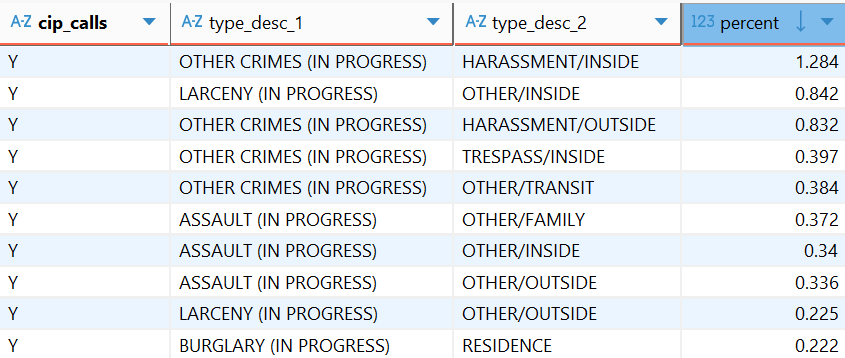 A-Z cip_calls A-Z type_desc_1 A-Z type_desc_2 123 percent
Y OTHER CRIMES (IN PROGRESS) HARASSMENT/INSIDE 1.284
Y LARCENY (IN PROGRESS) OTHER/INSIDE 0.842
Y OTHER CRIMES (IN PROGRESS) HARASSMENT/OUTSIDE 0.832
Y OTHER CRIMES (IN PROGRESS) TRESPASS/INSIDE 0.397
Y OTHER CRIMES (IN PROGRESS) OTHER/TRANSIT 0.384
Y ASSAULT (IN PROGRESS) OTHER/FAMILY 0.372
Y ASSAULT (IN PROGRESS) OTHER/INSIDE 0.34
Y ASSAULT (IN PROGRESS) OTHER/OUTSIDE 0.336
Y LARCENY (IN PROGRESS) OTHER/OUTSIDE 0.225
Y BURGLARY (IN PROGRESS) RESIDENCE 0.222